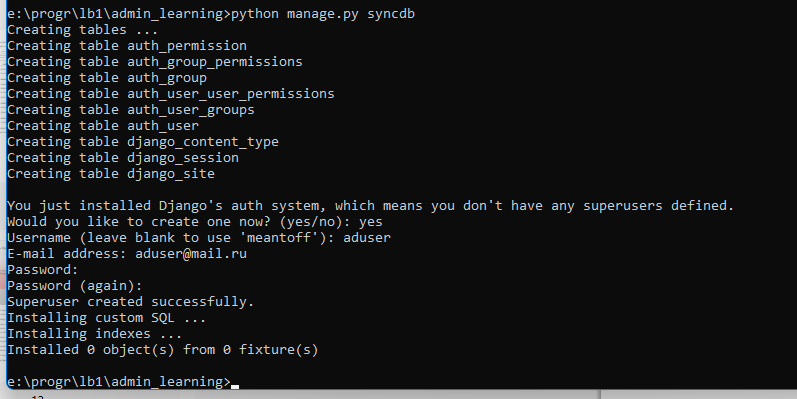 e:\progr\lb1\admin_learning>python manage.py syncdb
Creating tables ...
Creating table auth_permission
Creating table auth_group_permissions
Creating table auth_group
Creating table auth_user_user_permissions
Creating table auth_user_groups
Creating table auth_user
Creating table django_content_type
Creating table django_session
Creating table django_site
You just installed Django's auth system, which means you don't have any superusers defined.
Would you like to create one now? (yes/no): yes
Username (leave blank to use 'meantoff'): aduser
E-mail address: aduser@mail.ru
Password:
Password (again):
Superuser created successfully.
Installing custom SQL ...
Installing indexes ...
Installed 0 object(s) from 0 fixture(s)
e:\progr\lb1\admin_learning>